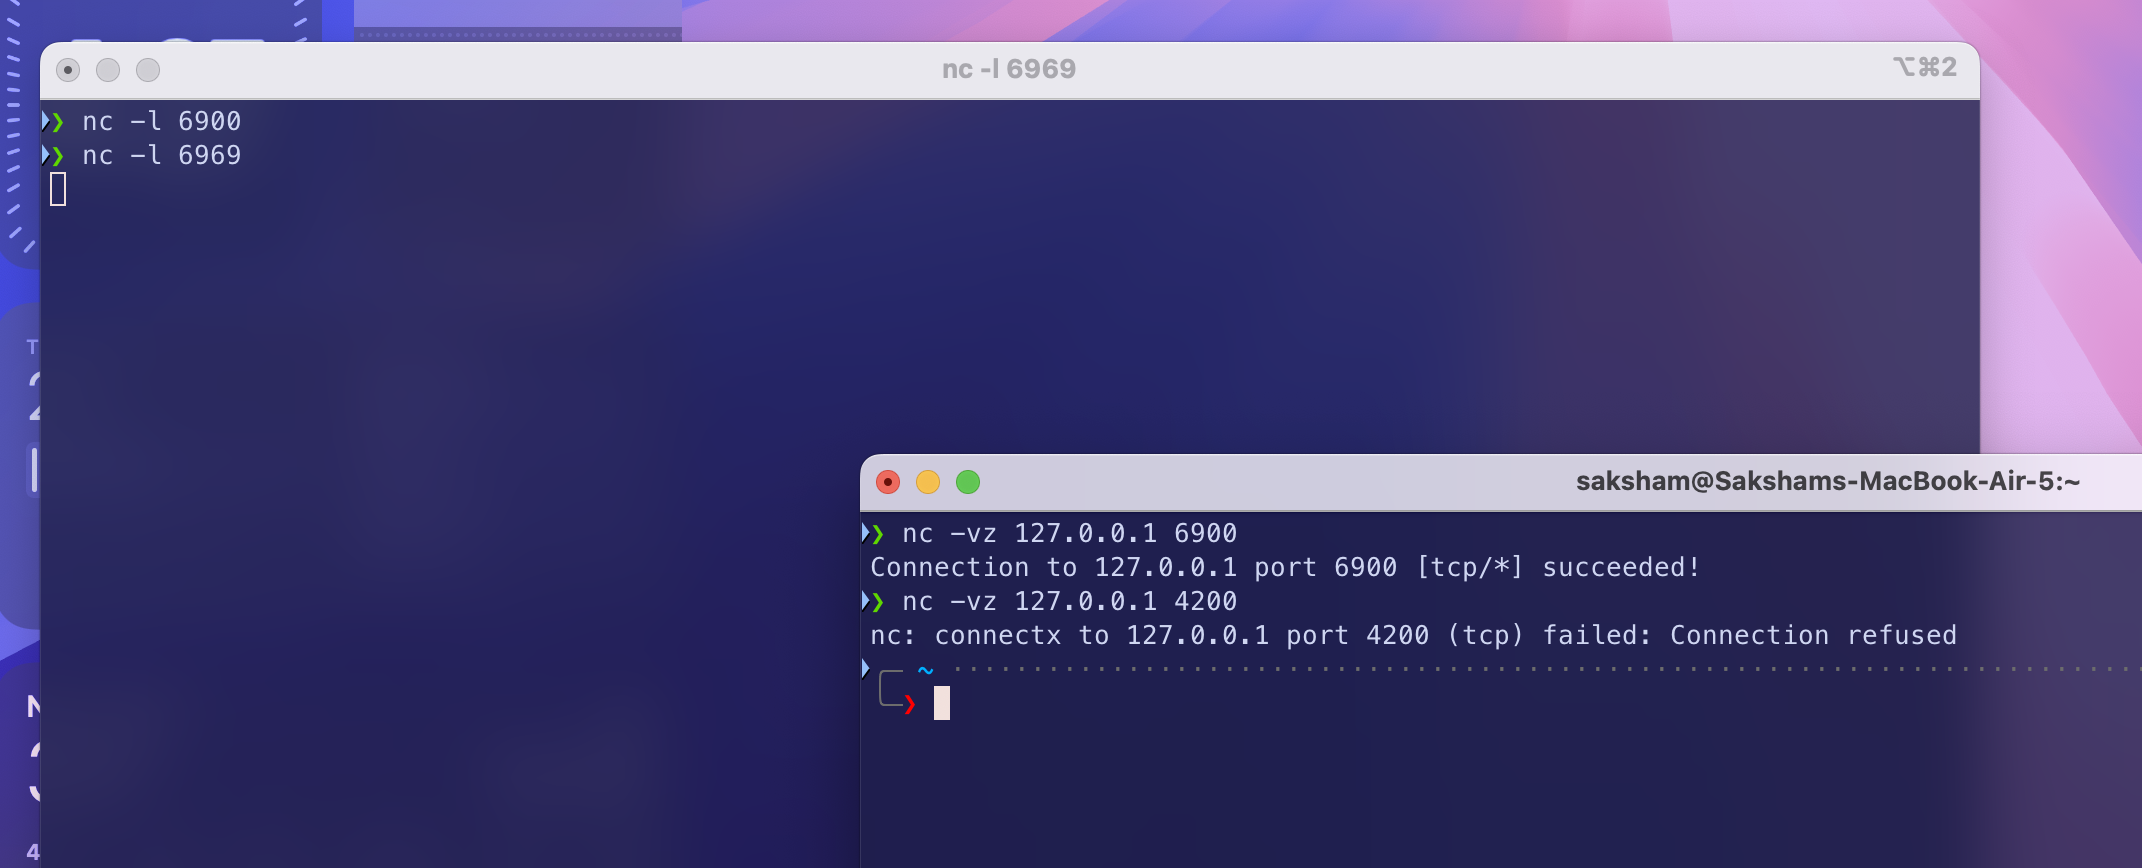 nc -l 6969
⌥⌘2
❯ nc -l 6900
❯ nc -l 6969
T
N
4
saksham@Sakshams-MacBook-Air-5:~
❯ nc -vz 127.0.0.1 6900
Connection to 127.0.0.1 port 6900 [tcp/*] succeeded!
❯ nc -vz 127.0.0.1 4200
nc: connectx to 127.0.0.1 port 4200 (tcp) failed: Connection refused
~
❯